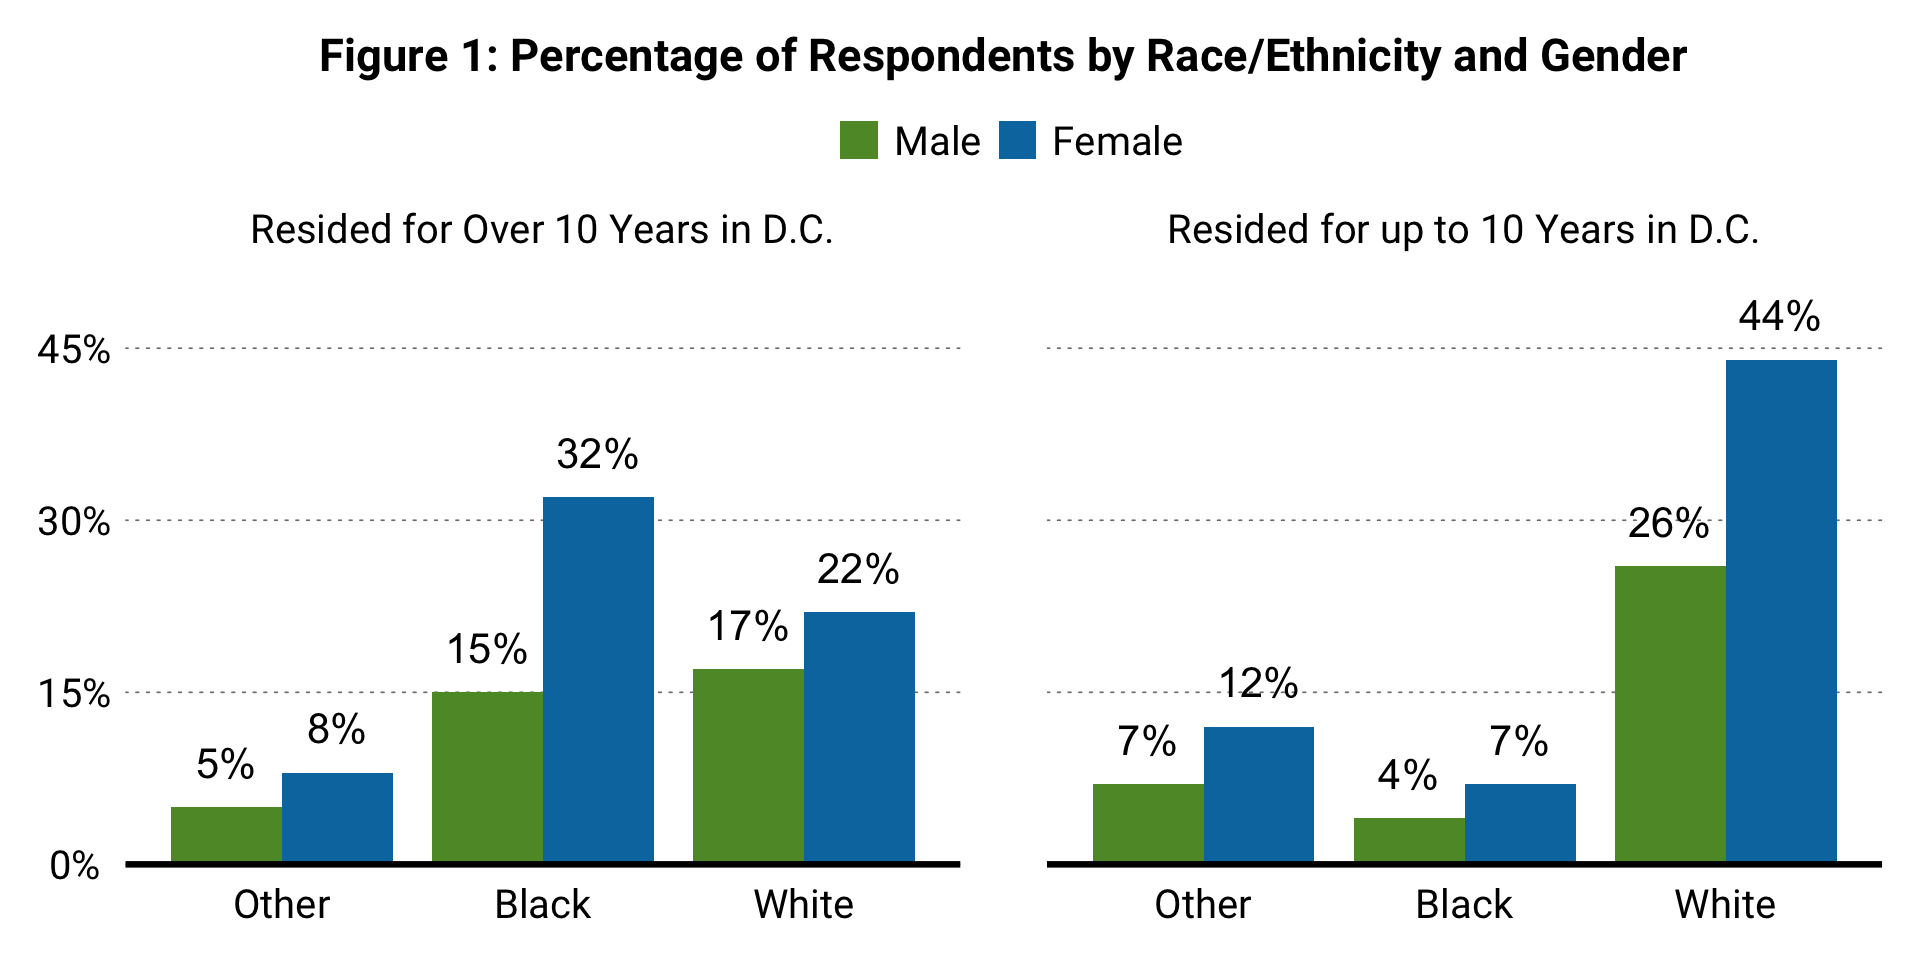 Figure 1: Percentage of Respondents by Race/Ethnicity and Gender
Male Female
Resided for Over 10 Years in D.C.
45%
30%
15%
0%
5%
8%
15%
32%
17%
22%
Other Black White
Resided for up to 10 Years in D.C.
7%
12%
4%
7%
26%
44%
Other Black White